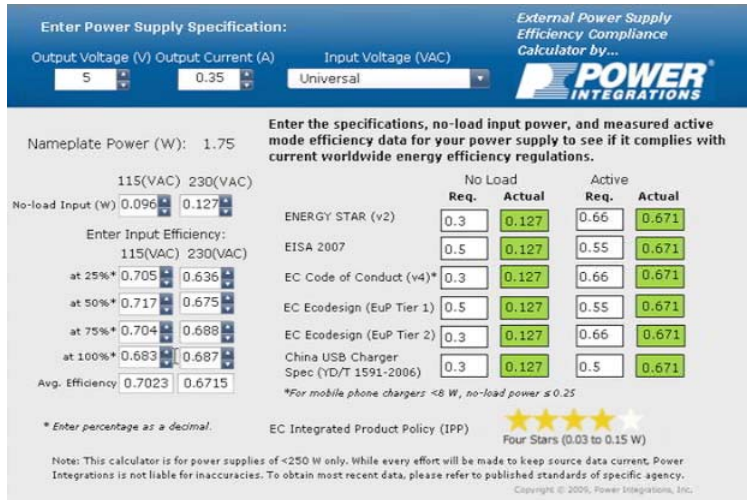 Enter Power Supply Specification:
External Power Supply
Efficiency Compliance
Calculator by...
Output Voltage (V) Output Current (A) Input Voltage (VAC)
5 0.35 Universal
POWER
INTEGRATIONS
Nameplate Power (W): 1.75
Enter the specifications, no-load input power, and measured active
mode efficiency data for your power supply to see if it complies with
current worldwide energy efficiency regulations.
115(VAC) 230(VAC)
No-load Input (W) 0.096 0.127
Enter Input Efficiency:
115(VAC) 230(VAC)
at 25%* 0.705 0.636
at 50%* 0.717 0.675
at 75%* 0.704 0.688
at 100%* 0.683 0.687
Avg. Efficiency 0.7023 0.6715
* Enter percentage as a decimal.
No Load Active
Req. Actual Req. Actual
ENERGY STAR (v2) 0.3 0.127 0.66 0.671
EISA 2007 0.5 0.127 0.55 0.671
EC Code of Conduct (v4)* 0.3 0.127 0.66 0.671
EC Ecodesign (EuP Tier 1) 0.5 0.127 0.55 0.671
EC Ecodesign (EuP Tier 2) 0.3 0.127 0.66 0.671
China USB Charger
Spec (YD/T 1591-2006) 0.3 0.127 0.5 0.671
*For mobile phone chargers <8 W, no-load power ≤ 0.25
EC Integrated Product Policy (IPP)
Four Stars (0.03 to 0.15 W)
Note: This calculator is for power supplies of <250 W only. While every effort will be made to keep source data current, Power
Integrations is not liable for inaccuracies. To obtain most recent data, please refer to published standards of specific agency.
Copyright © 2009, Power Integrations, Inc.